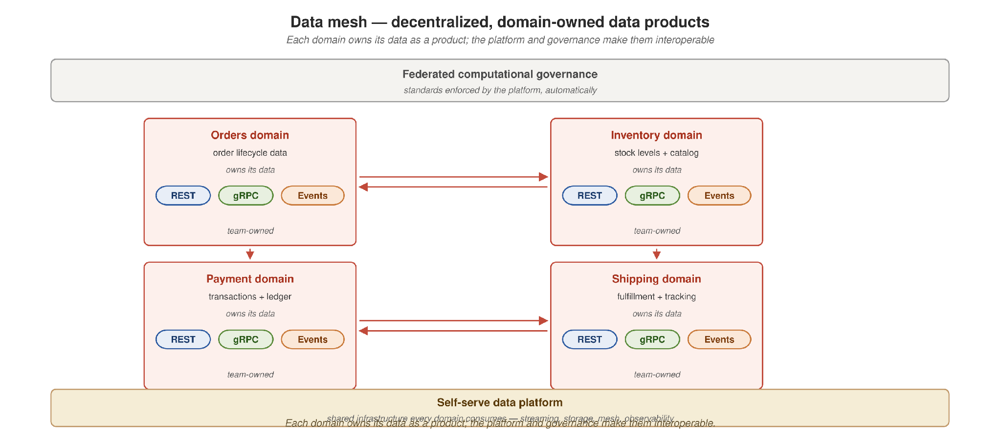 Data mesh — decentralized, domain-owned data products
Each domain owns its data as a product; the platform and governance make them interoperable
Federated computational governance
standards enforced by the platform, automatically
Orders domain
order lifecycle data
owns its data
REST gRPC Events
team-owned
Inventory domain
stock levels + catalog
owns its data
REST gRPC Events
team-owned
Payment domain
transactions + ledger
owns its data
REST gRPC Events
team-owned
Shipping domain
fulfillment + tracking
owns its data
REST gRPC Events
team-owned
Self-serve data platform
shared infrastructure every domain consumes — streaming, storage, mesh, observability
Each domain owns its data as a product; the platform and governance make them interoperable.